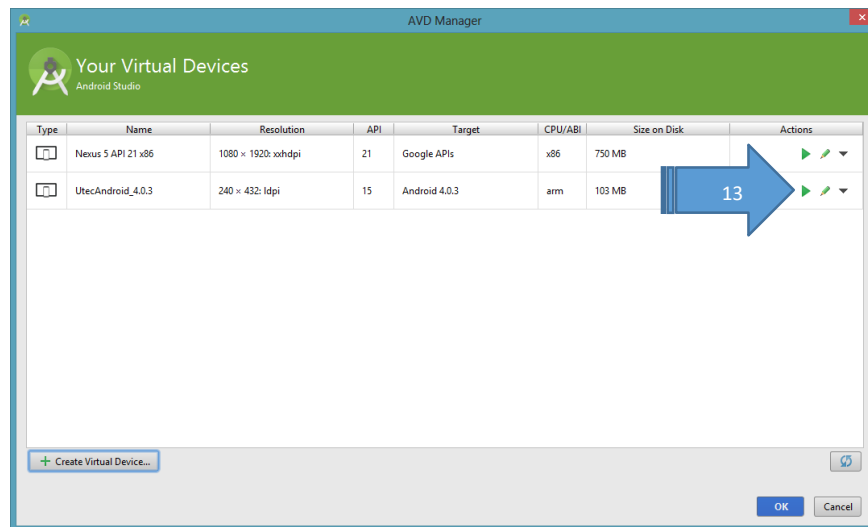 AVD Manager
Your Virtual Devices
Android Studio
Type Name Resolution API Target CPU/ABI Size on Disk Actions
Nexus 5 API 21 x86 1080 × 1920: xxhdpi 21 Google APIs x86 750 MB
UtecAndroid_4.0.3 240 × 432: ldpi 15 Android 4.0.3 arm 103 MB
13
Create Virtual Device...
OK Cancel